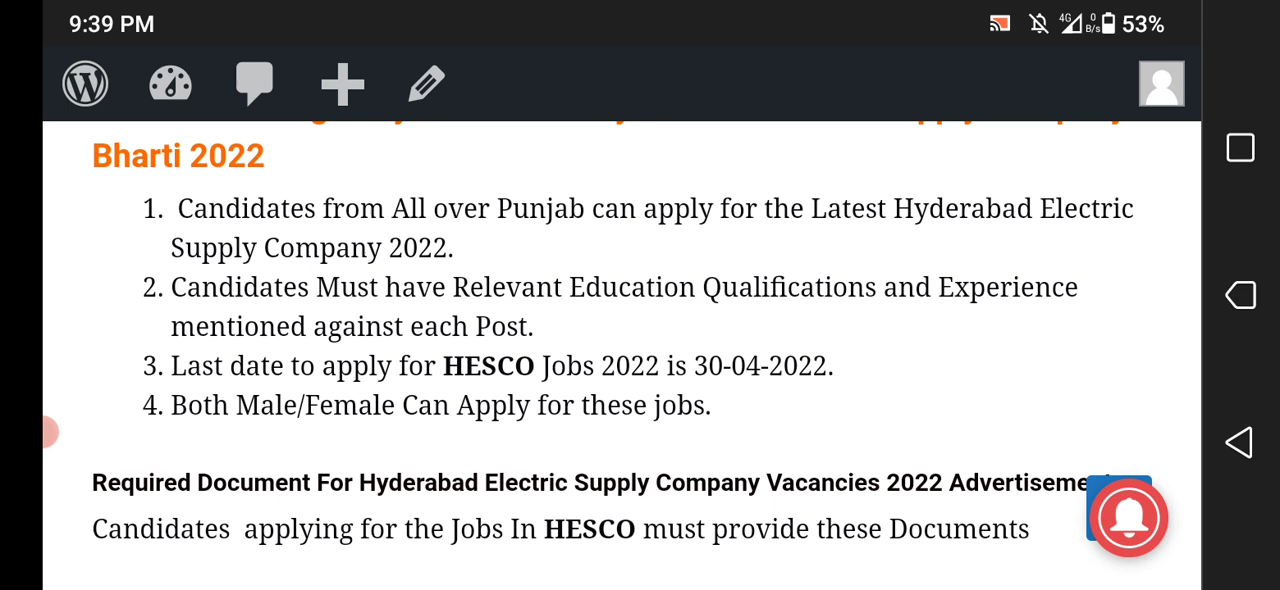 9:39 PM
4G 0 B/s 53%
Bharti 2022
1. Candidates from All over Punjab can apply for the Latest Hyderabad Electric
Supply Company 2022.
2. Candidates Must have Relevant Education Qualifications and Experience
mentioned against each Post.
3. Last date to apply for HESCO Jobs 2022 is 30-04-2022.
4. Both Male/Female Can Apply for these jobs.
Required Document For Hyderabad Electric Supply Company Vacancies 2022
Candidates applying for the Jobs In HESCO must provide these Documents